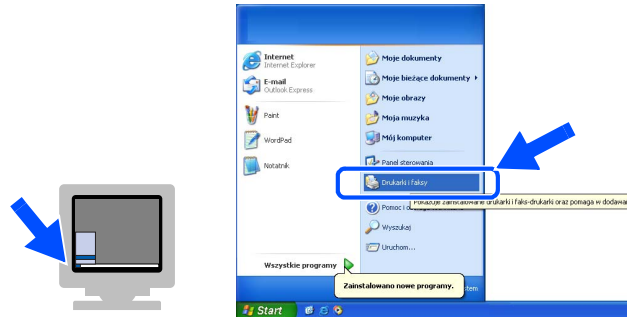 Internet
Internet Explorer
E-mail
Outlook Express
Paint
WordPad
Notatnik
Wszystkie programy
Moje dokumenty
Moje bieżące dokumenty
Moje obrazy
Moja muzyka
Mój komputer
Panel sterowania
Drukarki i faksy
Pokazuje zainstalowane drukarki i faks-drukarki oraz pomaga w dodawa
Pomoc i
Wyszukaj
Uruchom...
Zainstalowano nowe programy.
Start